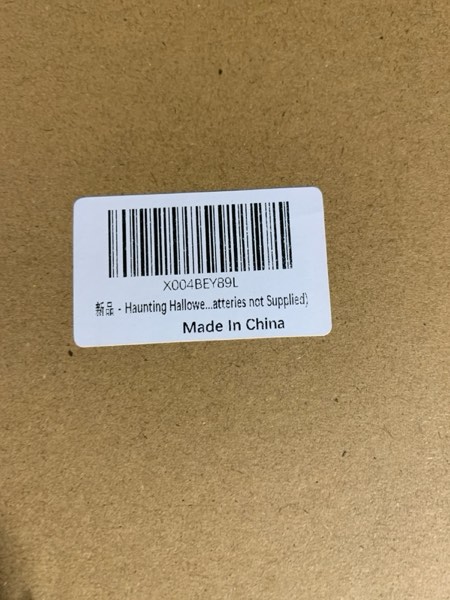 X004BEY89L
新品 - Haunting Hallowe...atteries not Supplied)
Made In China